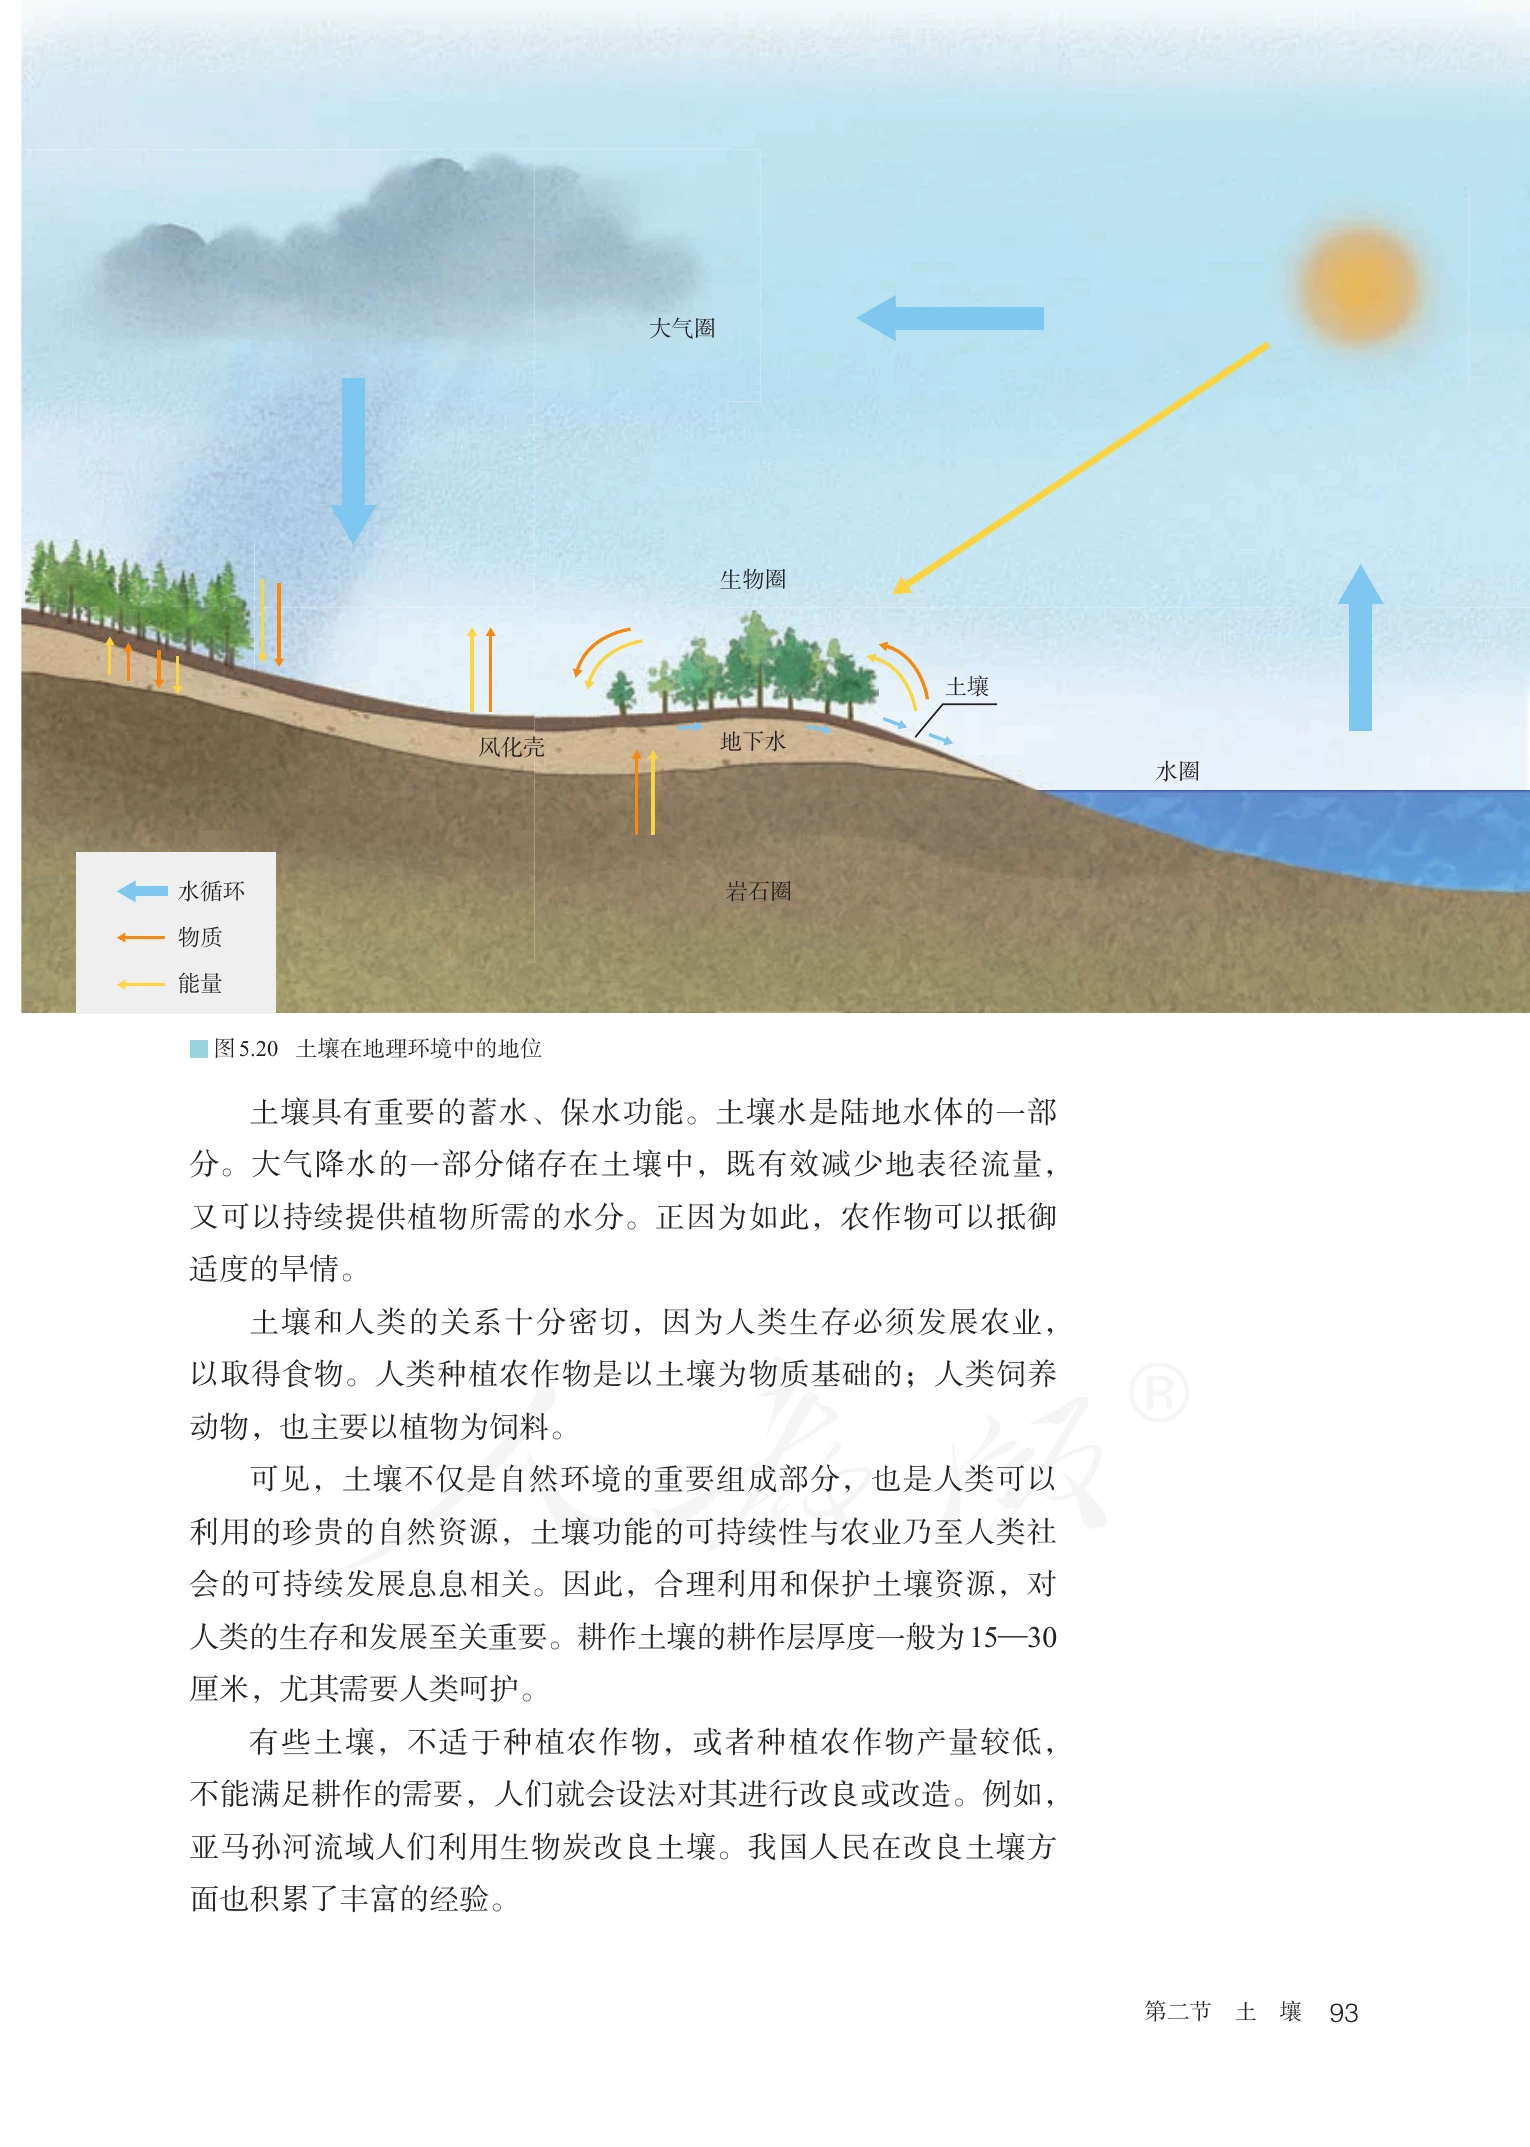 大气圈
生物圈
土壤
风化壳
地下水
水圈
岩石圈
水循环
物质
能量
图5.20 土壤在地理环境中的地位
土壤具有重要的蓄水、保水功能。土壤水是陆地水体的一部
分。大气降水的一部分储存在土壤中，既有效减少地表径流量，
又可以持续提供植物所需的水分。正因为如此，农作物可以抵御
适度的旱情。
土壤和人类的关系十分密切，因为人类生存必须发展农业，
以取得食物。人类种植农作物是以土壤为物质基础的；人类饲养
动物，也主要以植物为饲料。
可见，土壤不仅是自然环境的重要组成部分，也是人类可以
利用的珍贵的自然资源，土壤功能的可持续性与农业乃至人类社
会的可持续发展息息相关。因此，合理利用和保护土壤资源，对
人类的生存和发展至关重要。耕作土壤的耕作层厚度一般为15—30
厘米，尤其需要人类呵护。
有些土壤，不适于种植农作物，或者种植农作物产量较低，
不能满足耕作的需要，人们就会设法对其进行改良或改造。例如，
亚马孙河流域人们利用生物炭改良土壤。我国人民在改良土壤方
面也积累了丰富的经验。
人教版®
第二节 土 壤 93